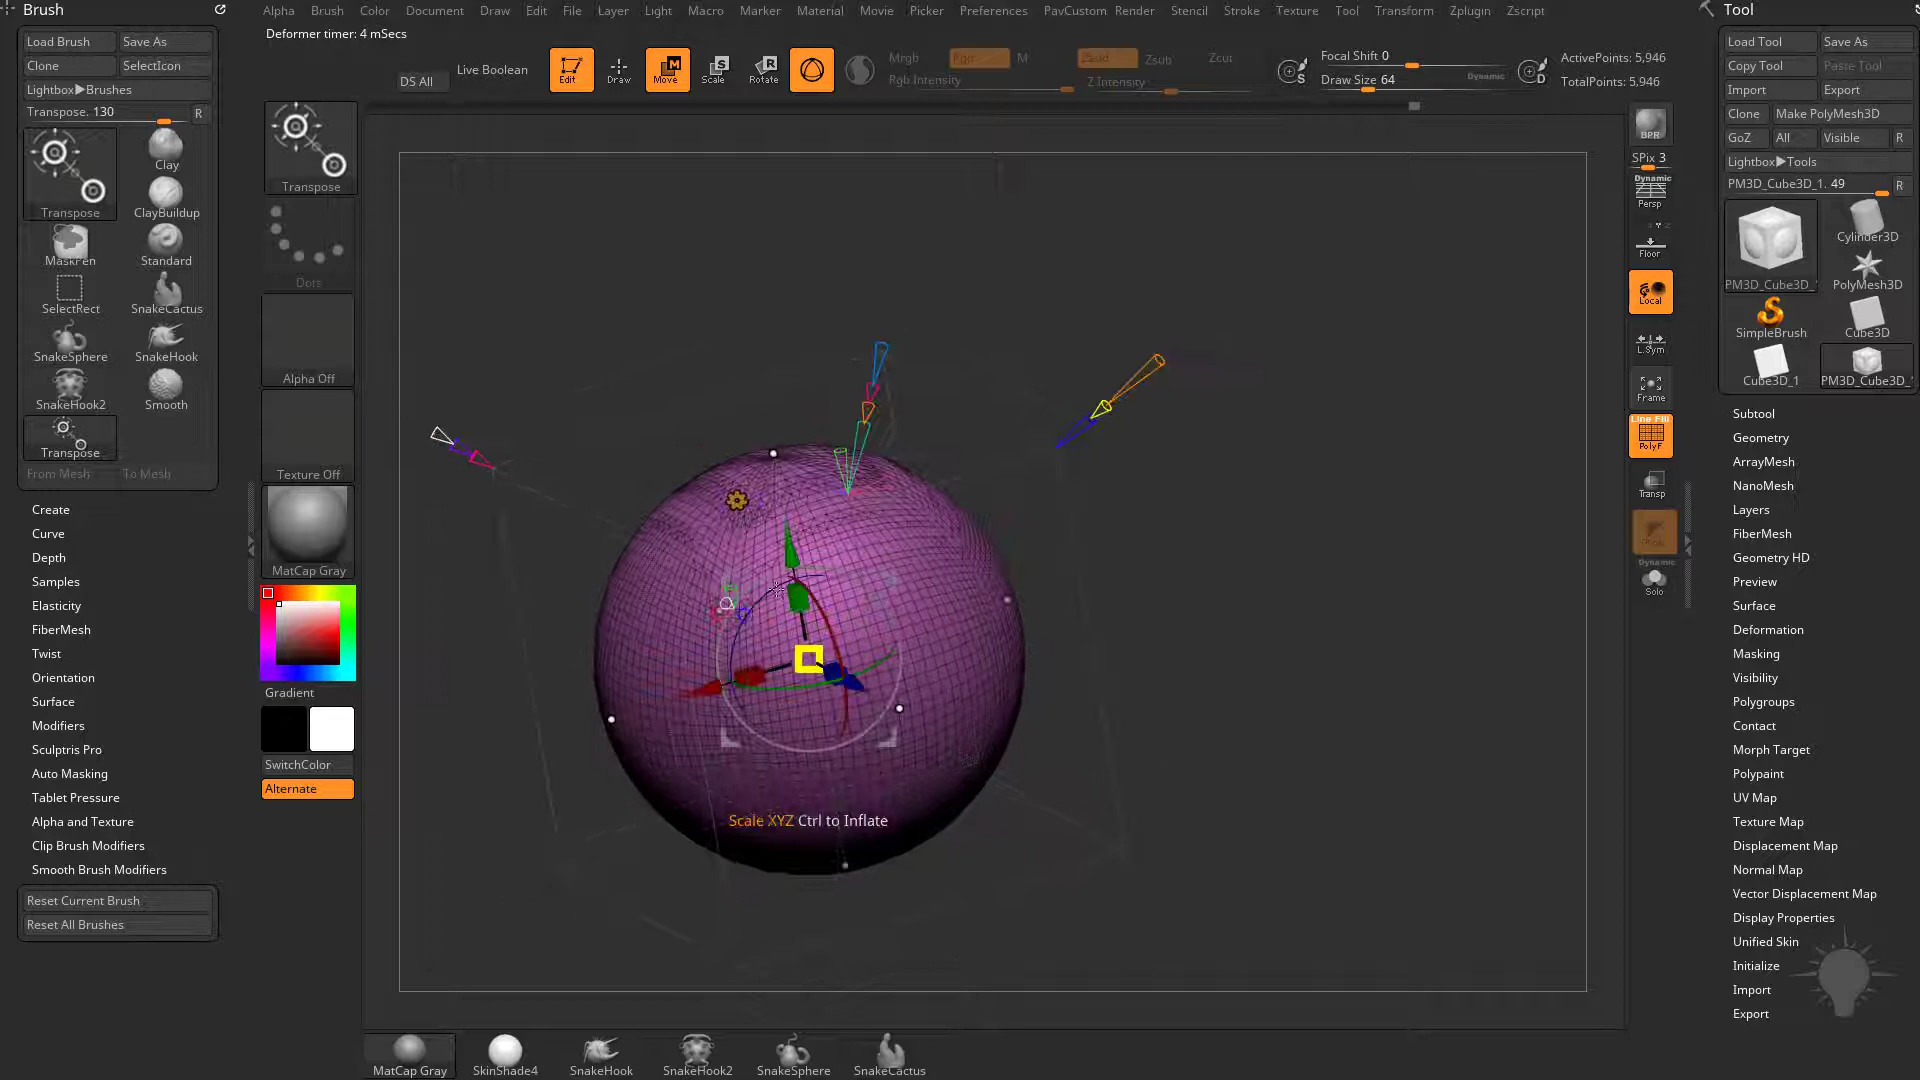 Brush
Load Brush Save As
Clone SelectIcon
Lightbox▶Brushes
Transpose. 130 R
Transpose
Clay
ClayBuildup
MaskPen Standard
SelectRect SnakeCactus
SnakeSphere SnakeHook
SnakeHook2 Smooth
Transpose
From Mesh To Mesh
Create
Curve
Depth
Samples
Elasticity
FiberMesh
Twist
Orientation
Surface
Modifiers
Sculptris Pro
Auto Masking
Tablet Pressure
Alpha and Texture
Clip Brush Modifiers
Smooth Brush Modifiers
Reset Current Brush
Reset All Brushes
Alpha Brush Color Document Draw Edit File Layer Light Macro Marker Material Movie Picker Preferences PavCustom Render Stencil Stroke Texture Tool Transform Zplugin Zscript
Deformer timer: 4 mSecs
DS All
Live Boolean
Edit Draw Move Scale Rotate
Mrgb Rgb M
Rgb Intensity
Zadd Zsub Zcut
Z Intensity
S
Focal Shift 0
Draw Size 64 Dynamic
D
ActivePoints: 5,946
TotalPoints: 5,946
Transpose
Dots
Alpha Off
Texture Off
MatCap Gray
Gradient
SwitchColor
Alternate
Scale XYZ Ctrl to Inflate
MatCap Gray SkinShade4 SnakeHook SnakeHook2 SnakeSphere SnakeCactus
BPR
SPix 3
Dynamic
Persp
Floor
Local
L.Sym
Frame
Line Fill
PolyF
Transp
Dynamic
Solo
Tool
Load Tool Save As
Copy Tool Paste Tool
Import Export
Clone Make PolyMesh3D
GoZ All Visible R
Lightbox▶Tools
PM3D_Cube3D_1. 49 R
PM3D_Cube3D_
Cylinder3D
PolyMesh3D
SimpleBrush Cube3D
Cube3D_1 PM3D_Cube3D_
Subtool
Geometry
ArrayMesh
NanoMesh
Layers
FiberMesh
Geometry HD
Preview
Surface
Deformation
Masking
Visibility
Polygroups
Contact
Morph Target
Polypaint
UV Map
Texture Map
Displacement Map
Normal Map
Vector Displacement Map
Display Properties
Unified Skin
Initialize
Import
Export